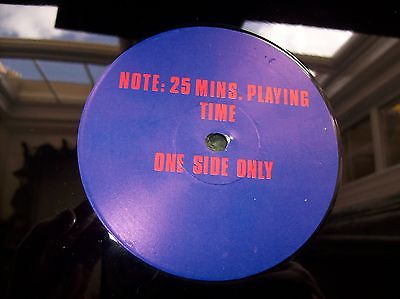 NOTE: 25 MINS. PLAYING
TIME
ONE SIDE ONLY